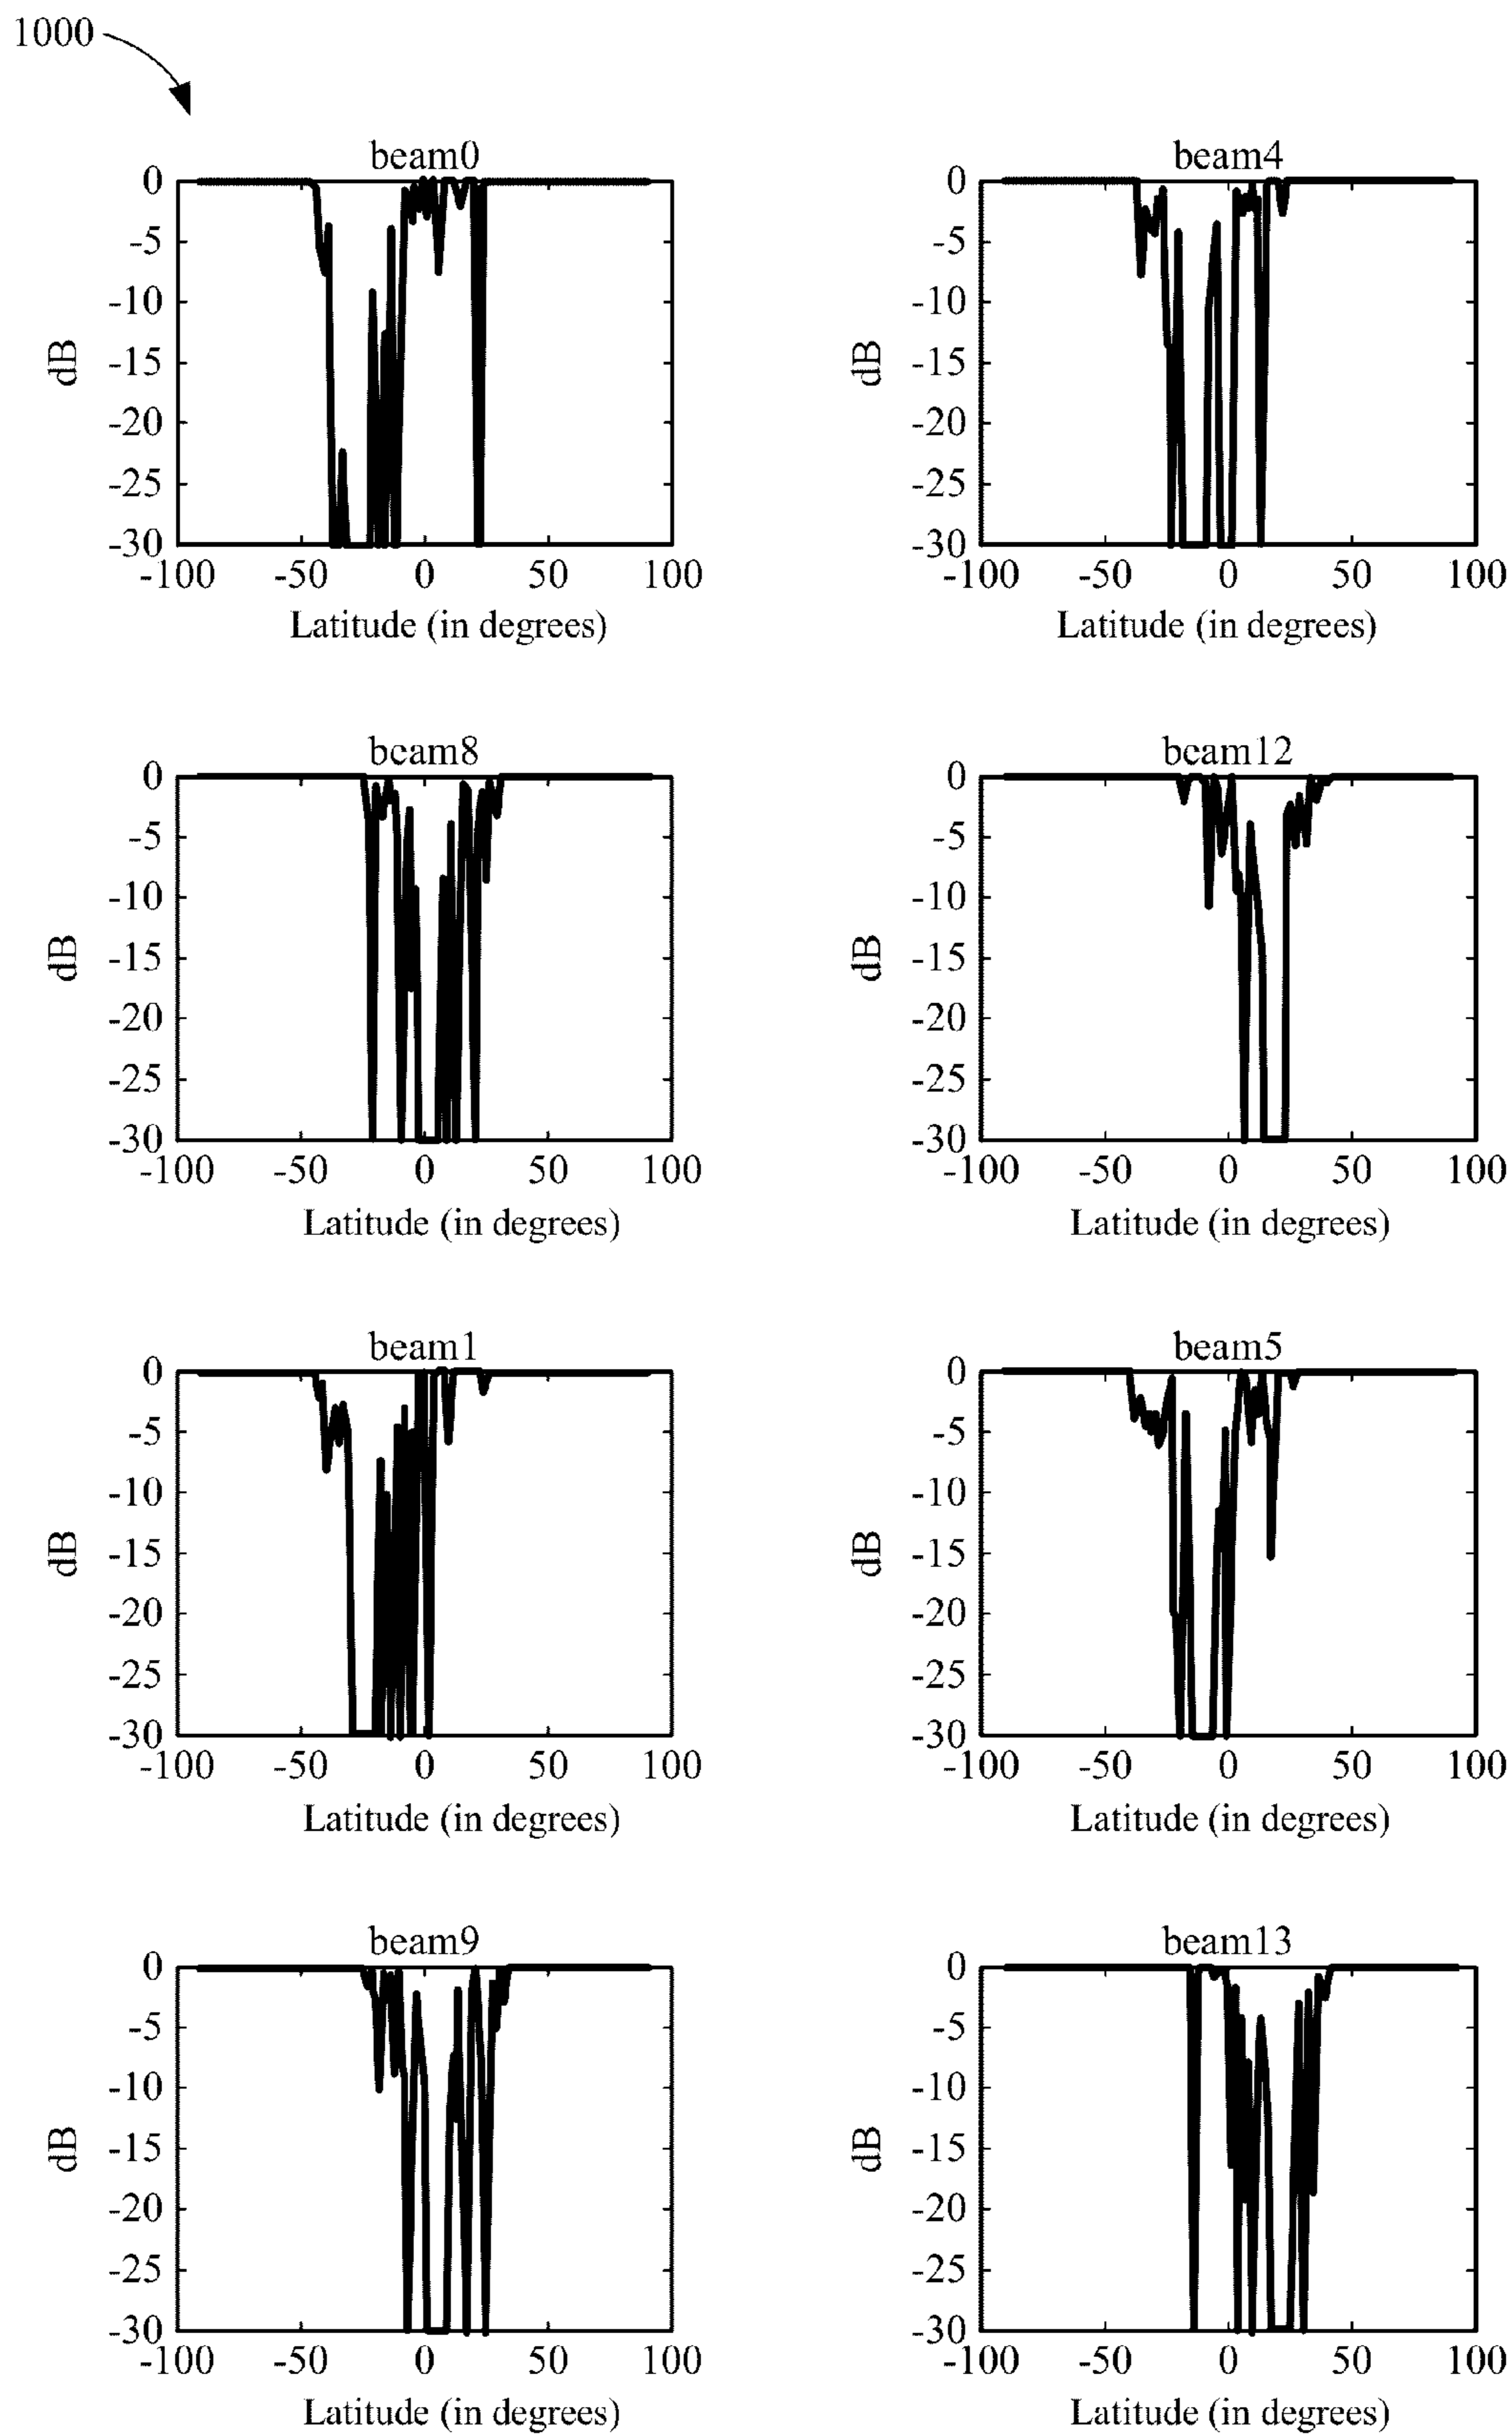 1000
beam0 beam4
0 0
-5 -5
-10 -10
-15 -15
dB dB
-20 -20
-25 -25
-30 -30
-100 -50 0 50 100 -100 -50 0 50 100
Latitude (in degrees) Latitude (in degrees)
beam8 beam12
0 0
-5 -5
-10 -10
-15 -15
dB dB
-20 -20
-25 -25
-30 -30
-100 -50 0 50 100 -100 -50 0 50 100
Latitude (in degrees) Latitude (in degrees)
beam1 beam5
0 0
-5 -5
-10 -10
-15 -15
dB dB
-20 -20
-25 -25
-30 -30
-100 -50 0 50 100 -100 -50 0 50 100
Latitude (in degrees) Latitude (in degrees)
beam9 beam13
0 0
-5 -5
-10 -10
-15 -15
dB dB
-20 -20
-25 -25
-30 -30
-100 -50 0 50 100 -100 -50 0 50 100
Latitude (in degrees) Latitude (in degrees)